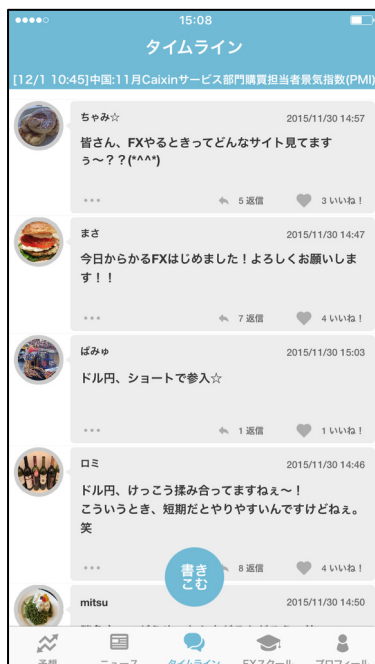 15:08
タイムライン
[12/1 10:45]中国:11月Caixinサービス部門購買担当者景気指数(PMI)
ちゃみ☆ 2015/11/30 14:57
皆さん、FXやるときってどんなサイト見てます
ぅ〜？？(*^^*)
5 返信 3 いいね！
まさ 2015/11/30 14:47
今日からかるFXはじめました！よろしくお願いしま
す！！
7 返信 4 いいね！
ぱみゅ 2015/11/30 15:03
ドル円、ショートで参入☆
1 返信 1 いいね！
ロミ 2015/11/30 14:46
ドル円、けっこう揉み合ってますねぇ〜！
こういうとき、短期だとやりやすいんですけどねぇ。
笑
8 返信 4 いいね！
書き
こむ
mitsu 2015/11/30 14:50
予想 ニュース タイムライン FXスクール プロフィール